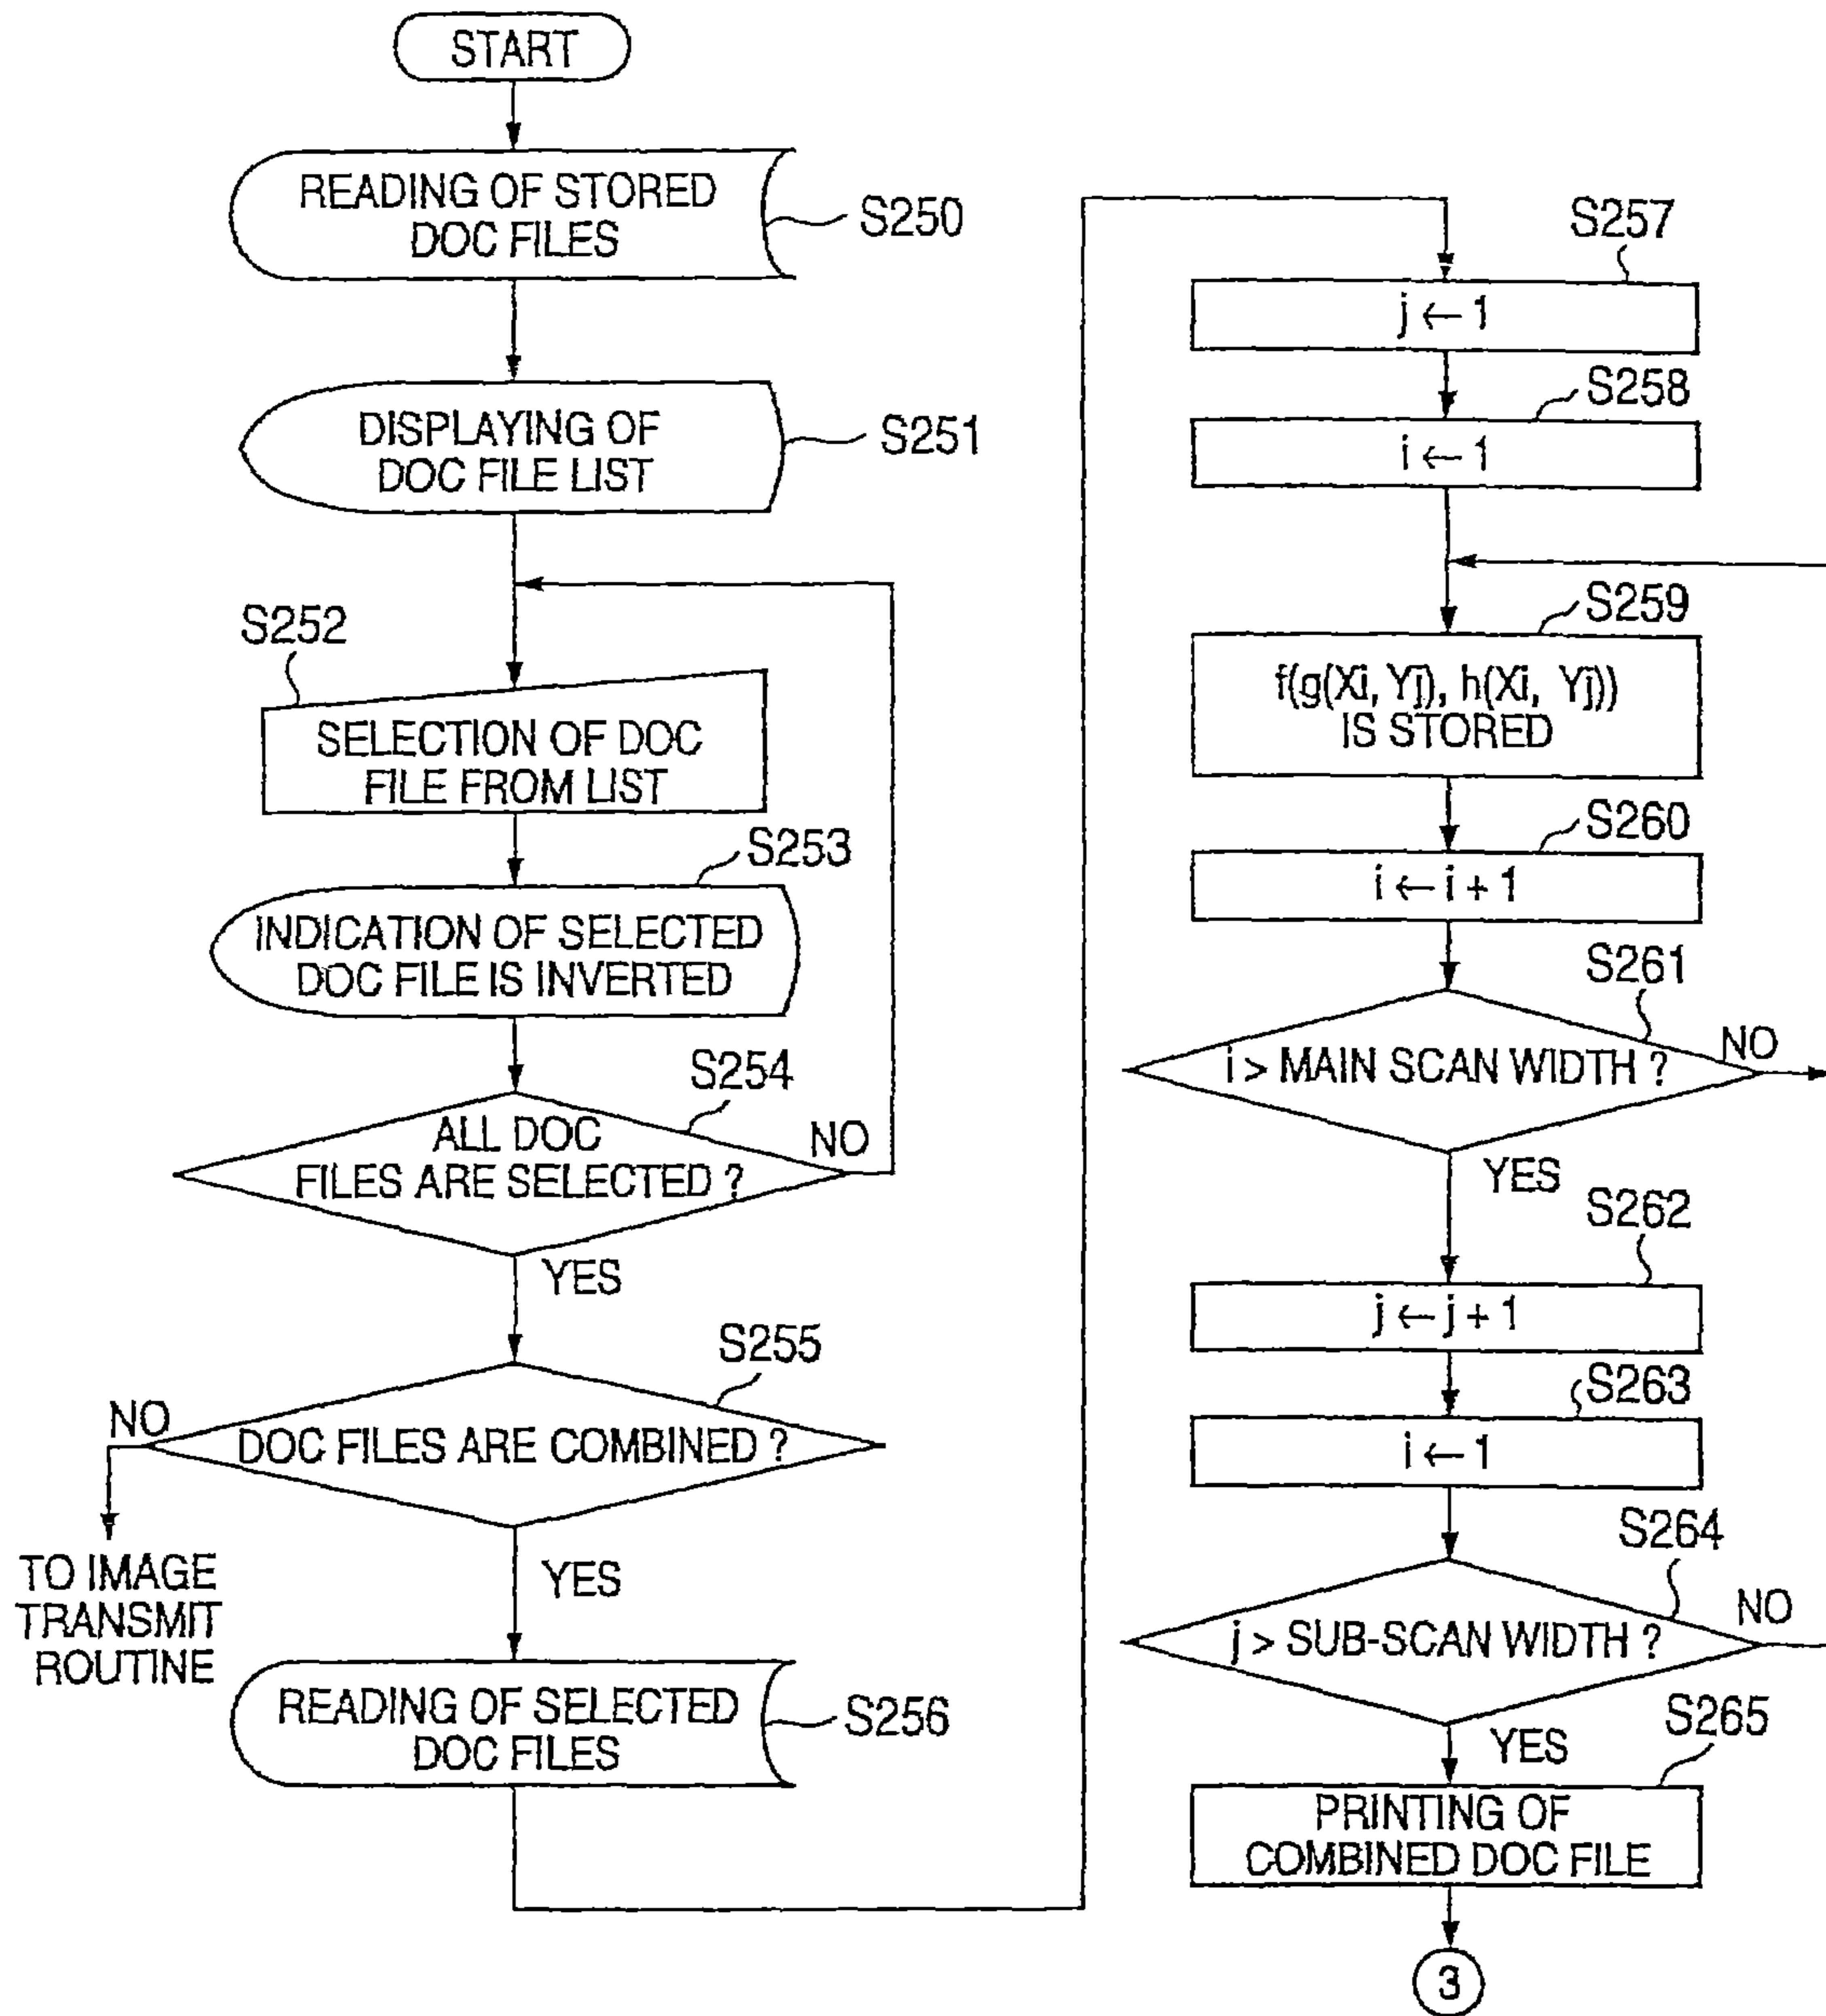 START
READING OF STORED
DOC FILES
S250
DISPLAYING OF
DOC FILE LIST
S251
S252
SELECTION OF DOC
FILE FROM LIST
S253
INDICATION OF SELECTED
DOC FILE IS INVERTED
S254
ALL DOC
FILES ARE SELECTED ?
NO
YES
S255
NO
DOC FILES ARE COMBINED ?
TO IMAGE
TRANSMIT
ROUTINE
YES
READING OF SELECTED
DOC FILES
S256
S257
j ← 1
S258
i ← 1
S259
f(g(Xi, Yj), h(Xi, Yj))
IS STORED
S260
i ← i + 1
S261
i > MAIN SCAN WIDTH ?
NO
YES
S262
j ← j + 1
S263
i ← 1
S264
j > SUB-SCAN WIDTH ?
NO
YES
S265
PRINTING OF
COMBINED DOC FILE
3